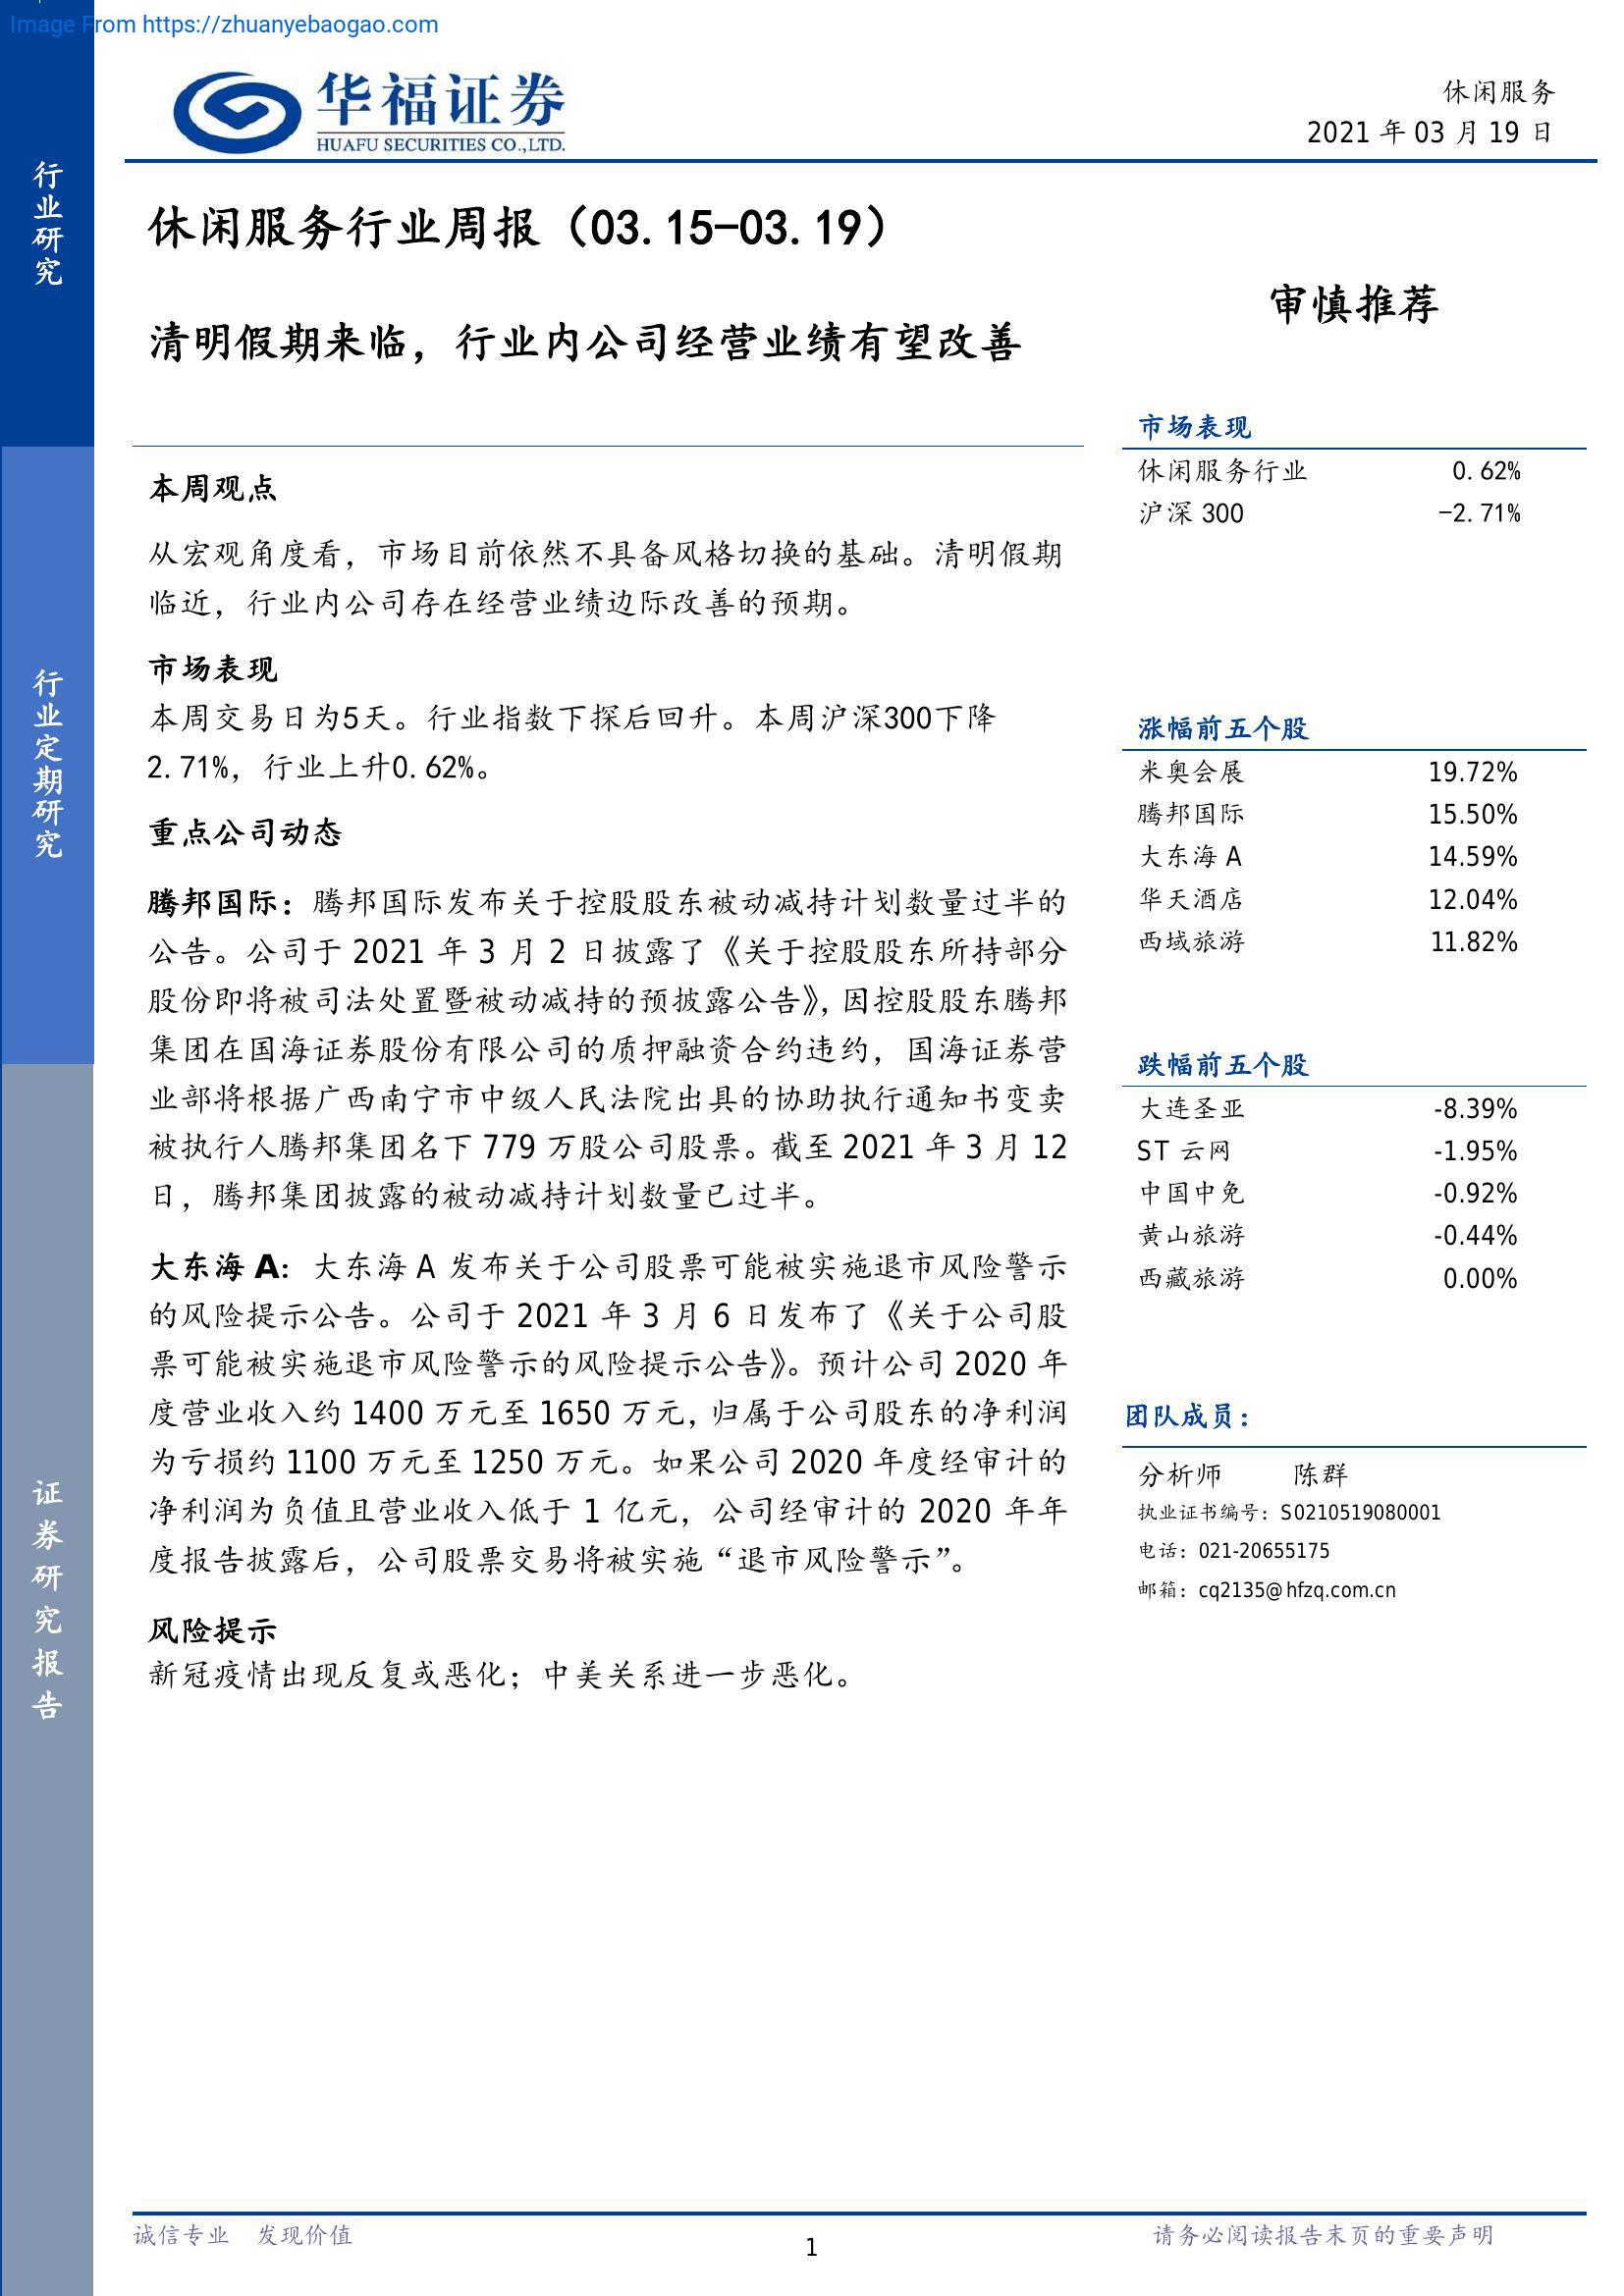 Image From https://zhuanyebaogao.com
华福证券
HUAFU SECURITIES CO.,LTD.
休闲服务
2021 年 03 月 19 日
行业研究
行业定期研究
证券研究报告
休闲服务行业周报（03.15-03.19）
清明假期来临，行业内公司经营业绩有望改善
审慎推荐
本周观点
从宏观角度看，市场目前依然不具备风格切换的基础。清明假期
临近，行业内公司存在经营业绩边际改善的预期。
市场表现
本周交易日为5天。行业指数下探后回升。本周沪深300下降
2.71%，行业上升0.62%。
重点公司动态
腾邦国际：腾邦国际发布关于控股股东被动减持计划数量过半的
公告。公司于 2021 年 3 月 2 日披露了《关于控股股东所持部分
股份即将被司法处置暨被动减持的预披露公告》，因控股股东腾邦
集团在国海证券股份有限公司的质押融资合约违约，国海证券营
业部将根据广西南宁市中级人民法院出具的协助执行通知书变卖
被执行人腾邦集团名下 779 万股公司股票。截至 2021 年 3 月 12
日，腾邦集团披露的被动减持计划数量已过半。
大东海 A：大东海 A 发布关于公司股票可能被实施退市风险警示
的风险提示公告。公司于 2021 年 3 月 6 日发布了《关于公司股
票可能被实施退市风险警示的风险提示公告》。预计公司 2020 年
度营业收入约 1400 万元至 1650 万元，归属于公司股东的净利润
为亏损约 1100 万元至 1250 万元。如果公司 2020 年度经审计的
净利润为负值且营业收入低于 1 亿元，公司经审计的 2020 年年
度报告披露后，公司股票交易将被实施“退市风险警示”。
风险提示
新冠疫情出现反复或恶化；中美关系进一步恶化。
市场表现
休闲服务行业 0.62%
沪深 300 -2.71%
涨幅前五个股
米奥会展 19.72%
腾邦国际 15.50%
大东海 A 14.59%
华天酒店 12.04%
西域旅游 11.82%
跌幅前五个股
大连圣亚 -8.39%
ST 云网 -1.95%
中国中免 -0.92%
黄山旅游 -0.44%
西藏旅游 0.00%
团队成员：
分析师 陈群
执业证书编号：S0210519080001
电话：021-20655175
邮箱：cq2135@hfzq.com.cn
诚信专业 发现价值
1
请务必阅读报告末页的重要声明